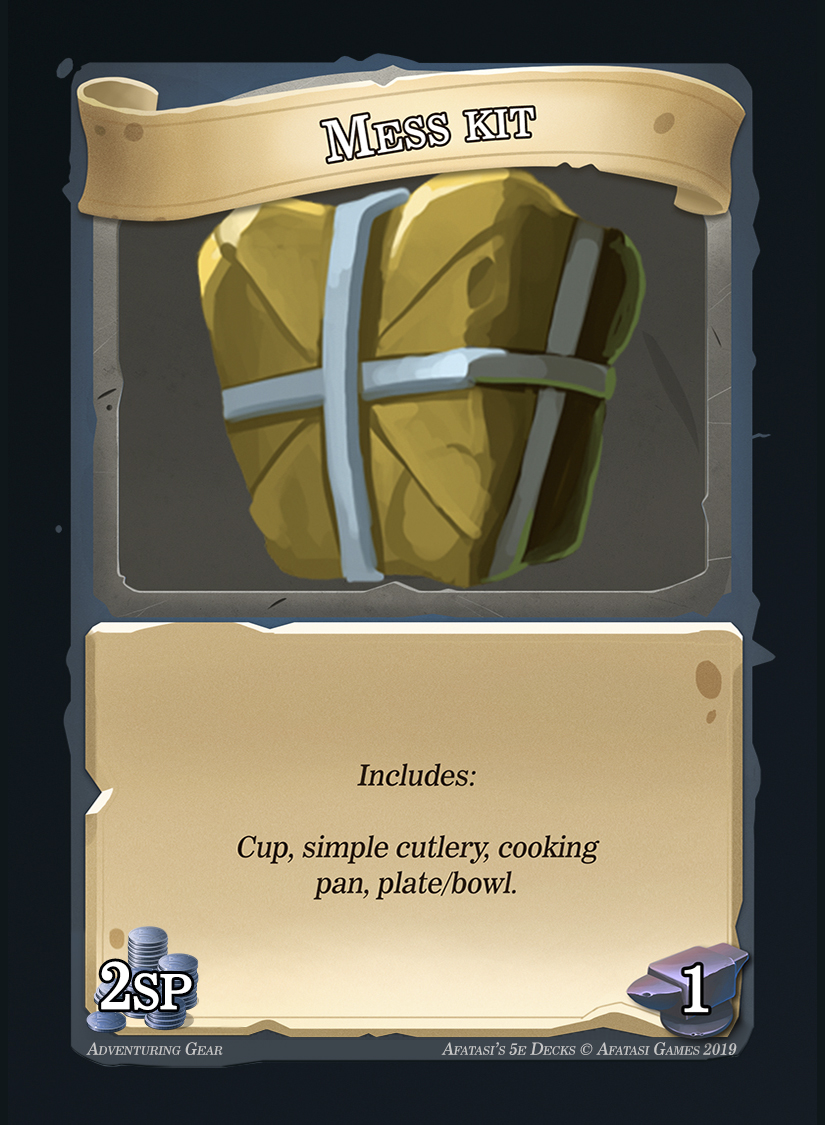 Mess kit
Includes:
Cup, simple cutlery, cooking
pan, plate/bowl.
2SP
1
Adventuring Gear
Afatasi's 5e Decks © Afatasi Games 2019